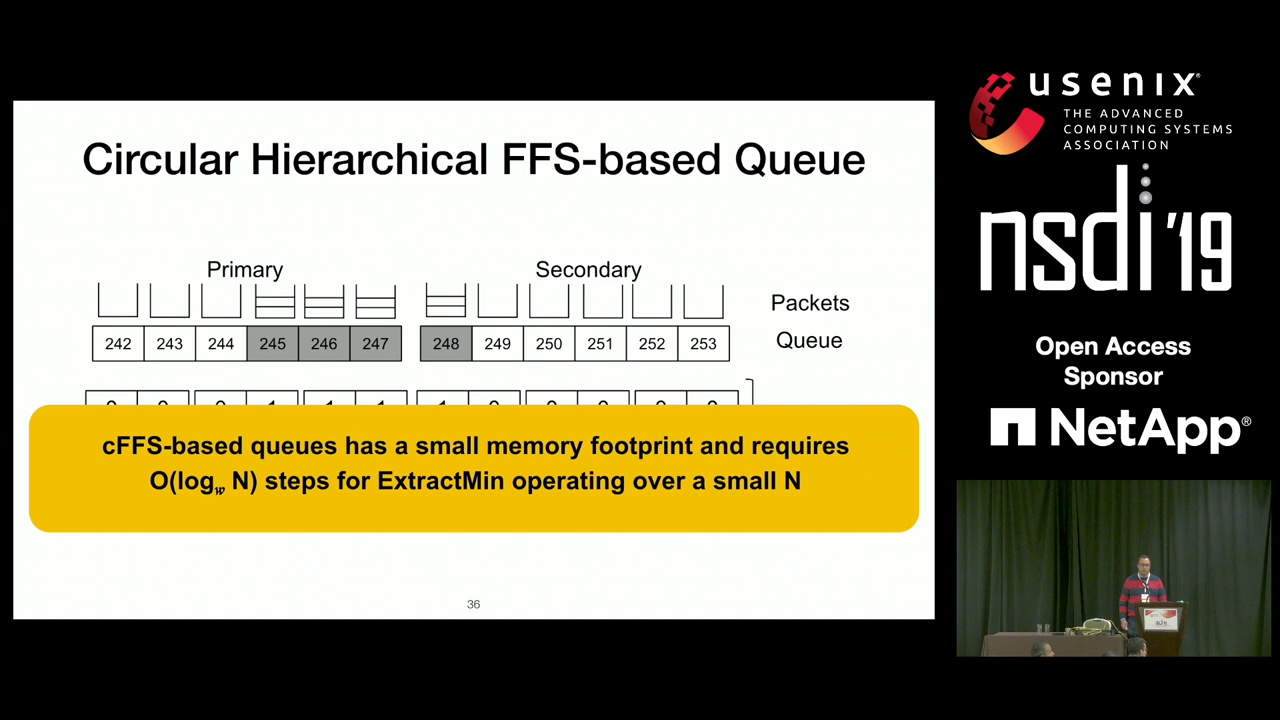 Circular Hierarchical FFS-based Queue
Primary
Secondary
Packets
242 243 244 245 246 247 248 249 250 251 252 253
Queue
cFFS-based queues has a small memory footprint and requires
O(log𝓌 N) steps for ExtractMin operating over a small N
36
usenix®
THE ADVANCED
COMPUTING SYSTEMS
ASSOCIATION
nsdi '19
Open Access
Sponsor
NetApp®